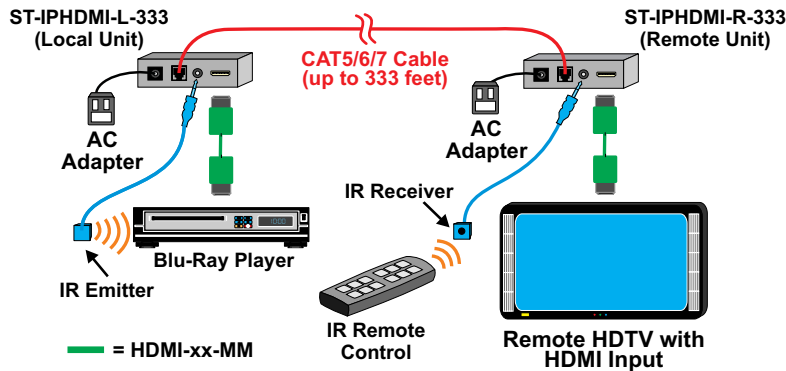 ST-IPHDMI-L-333
(Local Unit)
ST-IPHDMI-R-333
(Remote Unit)
CAT5/6/7 Cable
(up to 333 feet)
AC
Adapter
AC
Adapter
IR Receiver
10:00
Blu-Ray Player
IR Emitter
IR Remote
Control
Remote HDTV with
HDMI Input
= HDMI-xx-MM